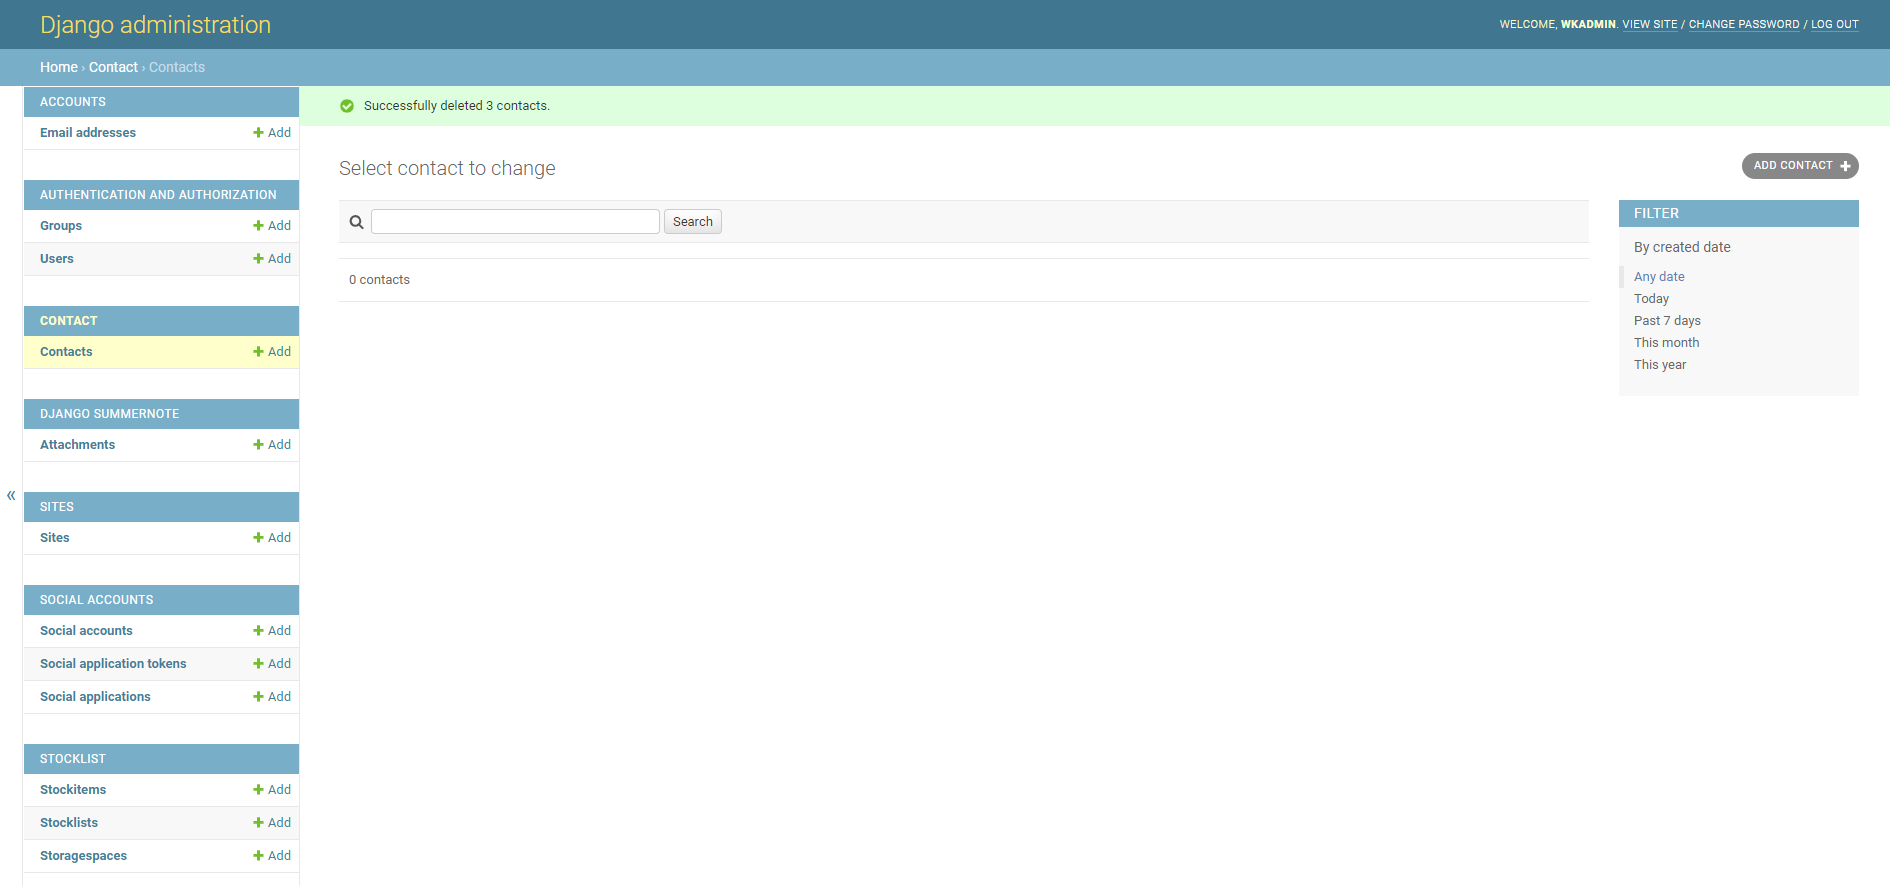 Django administration
WELCOME, WKADMIN. VIEW SITE / CHANGE PASSWORD / LOG OUT
Home › Contact › Contacts
ACCOUNTS
Email addresses Add
AUTHENTICATION AND AUTHORIZATION
Groups Add
Users Add
CONTACT
Contacts Add
DJANGO SUMMERNOTE
Attachments Add
«
SITES
Sites Add
SOCIAL ACCOUNTS
Social accounts Add
Social application tokens Add
Social applications Add
STOCKLIST
Stockitems Add
Stocklists Add
Storagespaces Add
Successfully deleted 3 contacts.
Select contact to change
ADD CONTACT
Search
0 contacts
FILTER
By created date
Any date
Today
Past 7 days
This month
This year